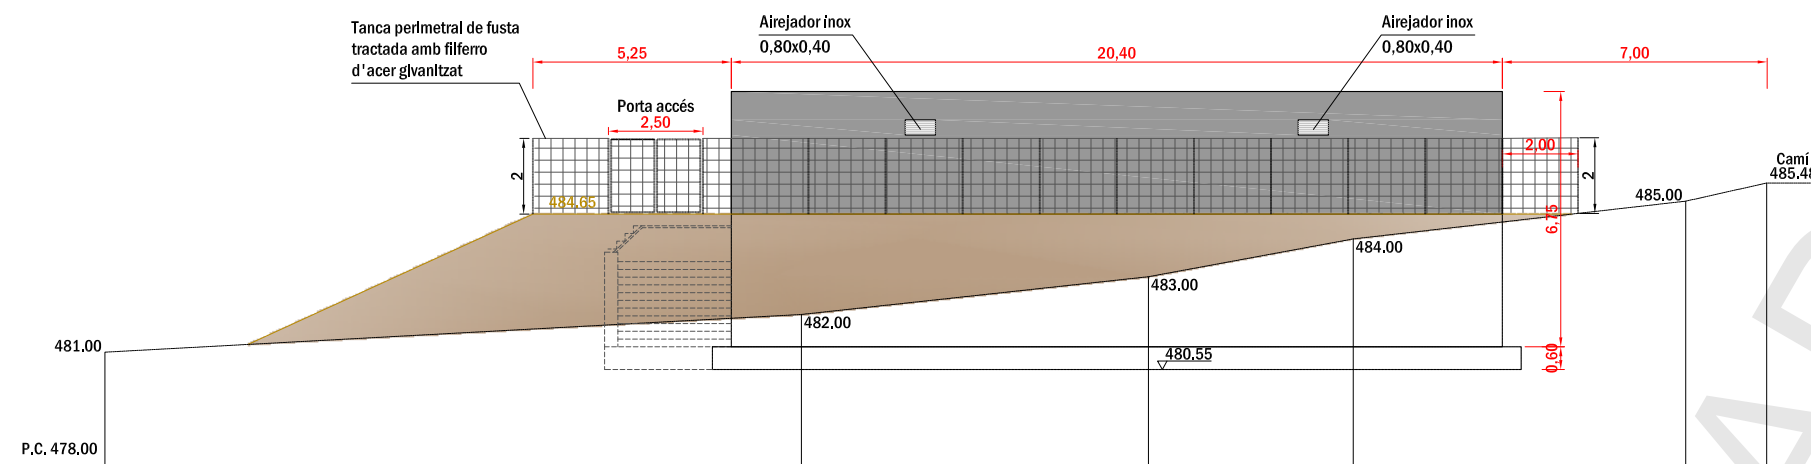 Tanca perimetral de fusta
tractada amb filferro
d'acer givanitzat
Airejador inox
0,80x0,40
Airejador inox
0,80x0,40
5,25
20,40
7,00
Porta accés
2,50
2
2,00
2
484.65
6,75
Camí
485.48
485.00
484.00
483.00
482.00
481.00
480.55
0,60
P.C. 478.00